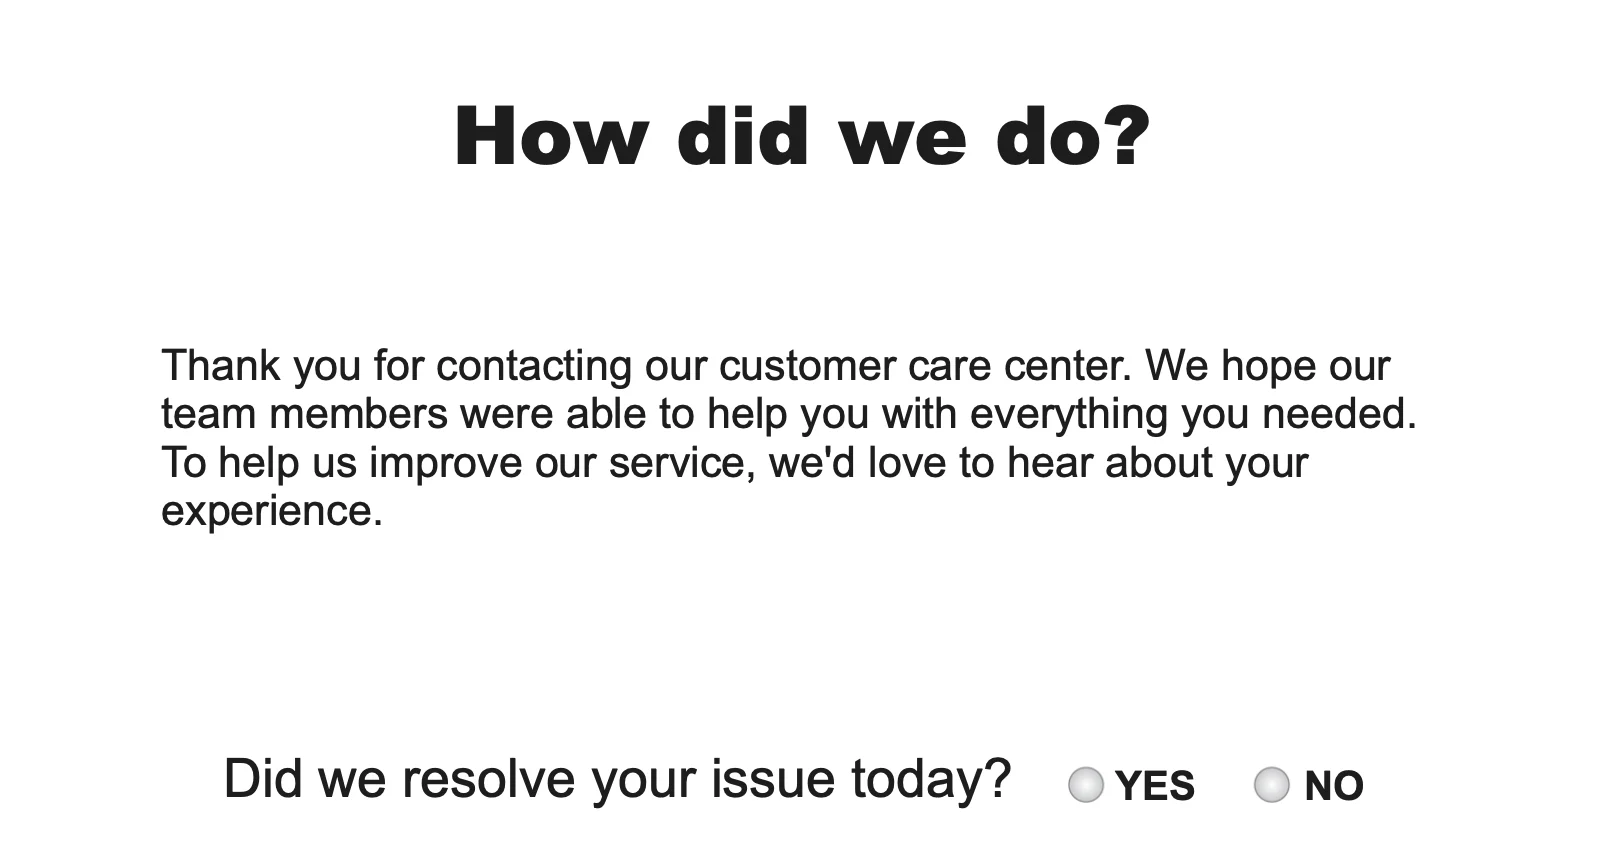 How did we do?
Thank you for contacting our customer care center. We hope our
team members were able to help you with everything you needed.
To help us improve our service, we'd love to hear about your
experience.
Did we resolve your issue today? YES NO